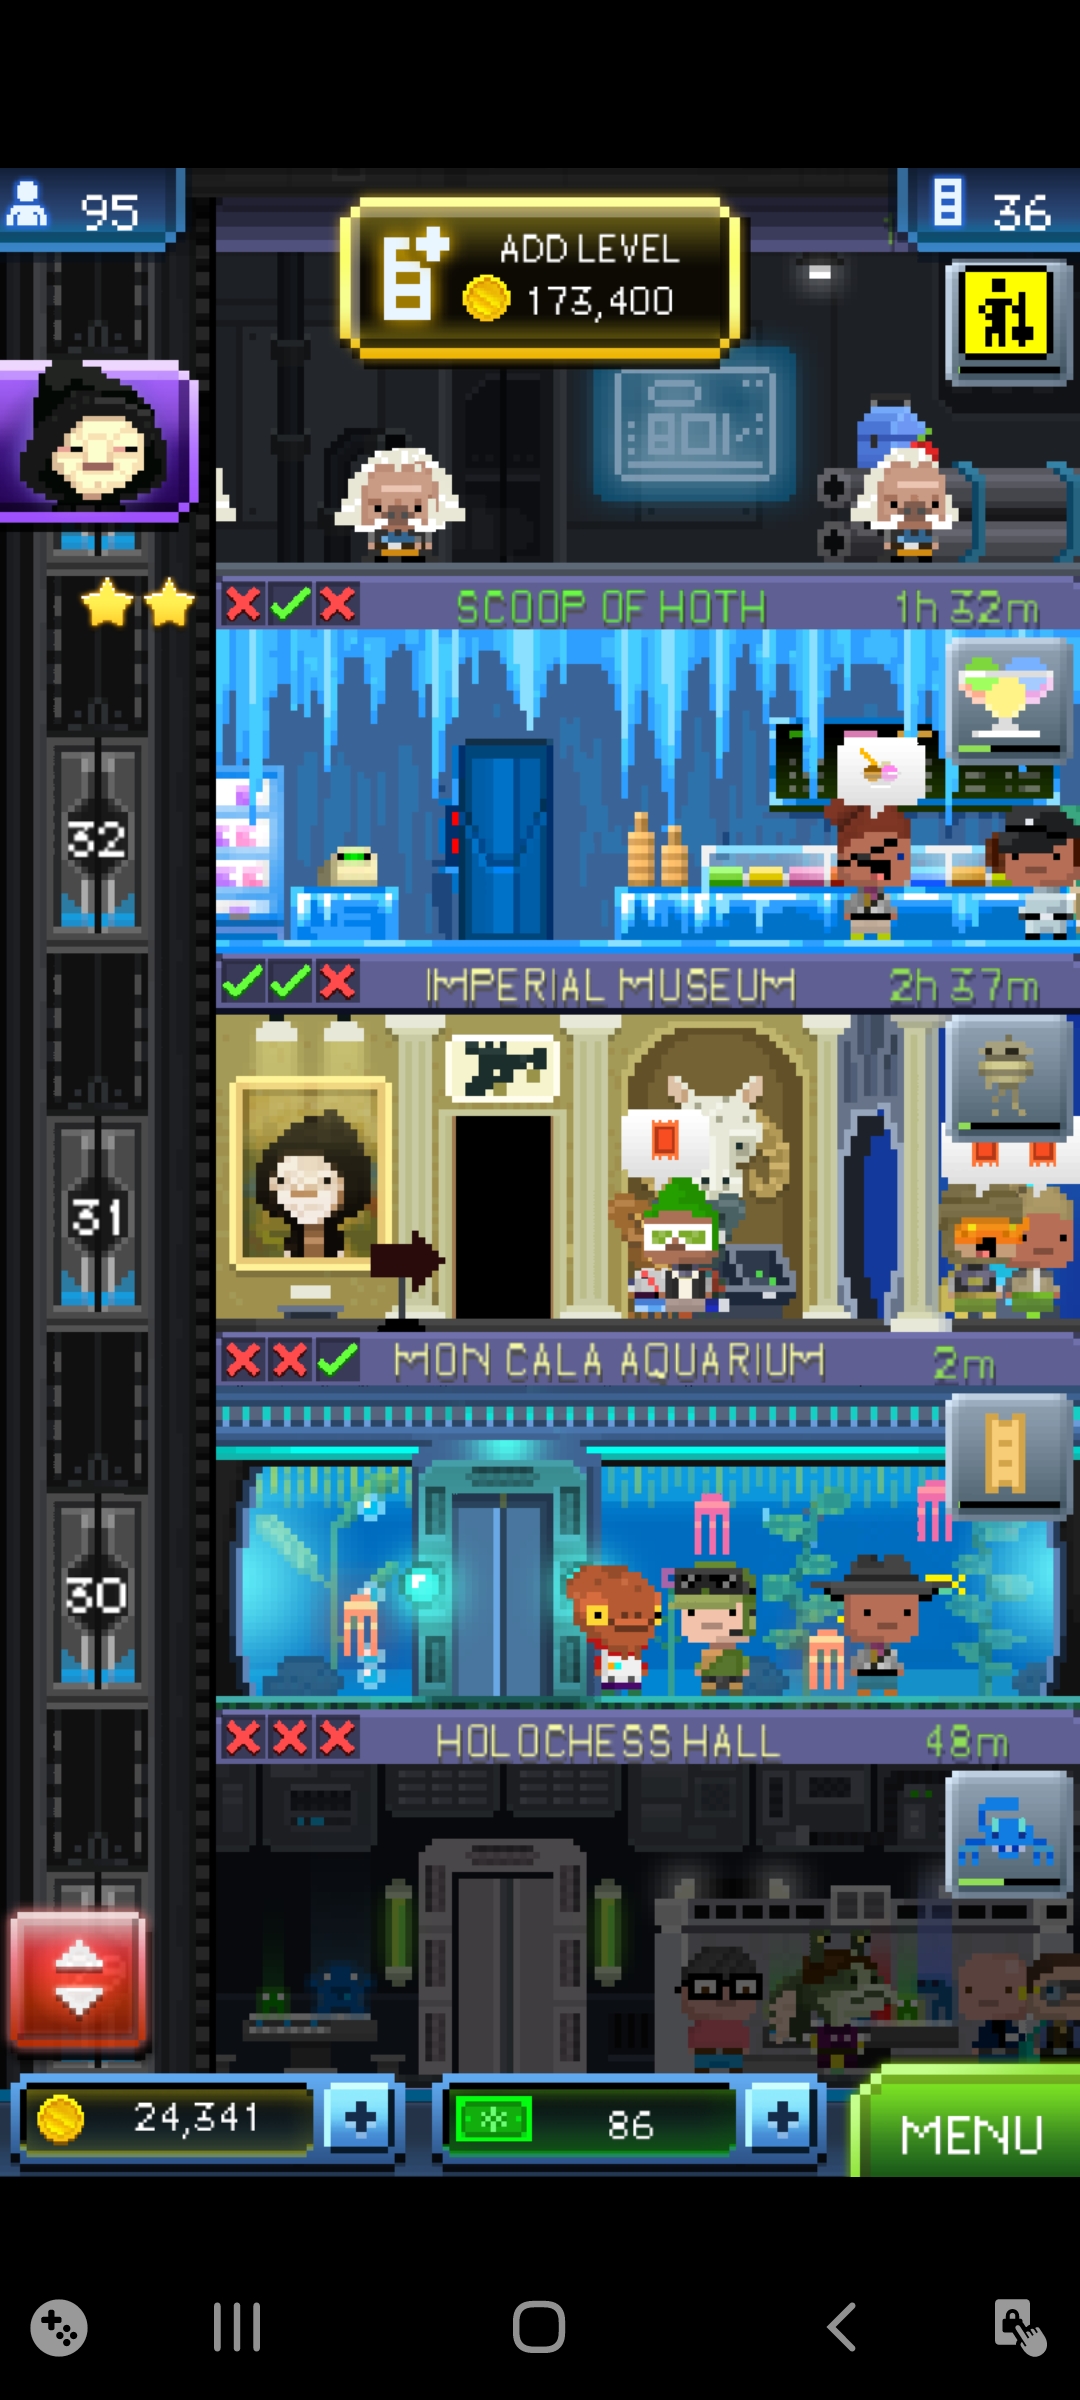 95
36
ADD LEVEL
173,400
SCOOP OF HOTH 1h 32m
32
IMPERIAL MUSEUM 2h 37m
31
MON CALA AQUARIUM 2m
30
HOLOCHESS HALL 48m
24,341
86
MENU